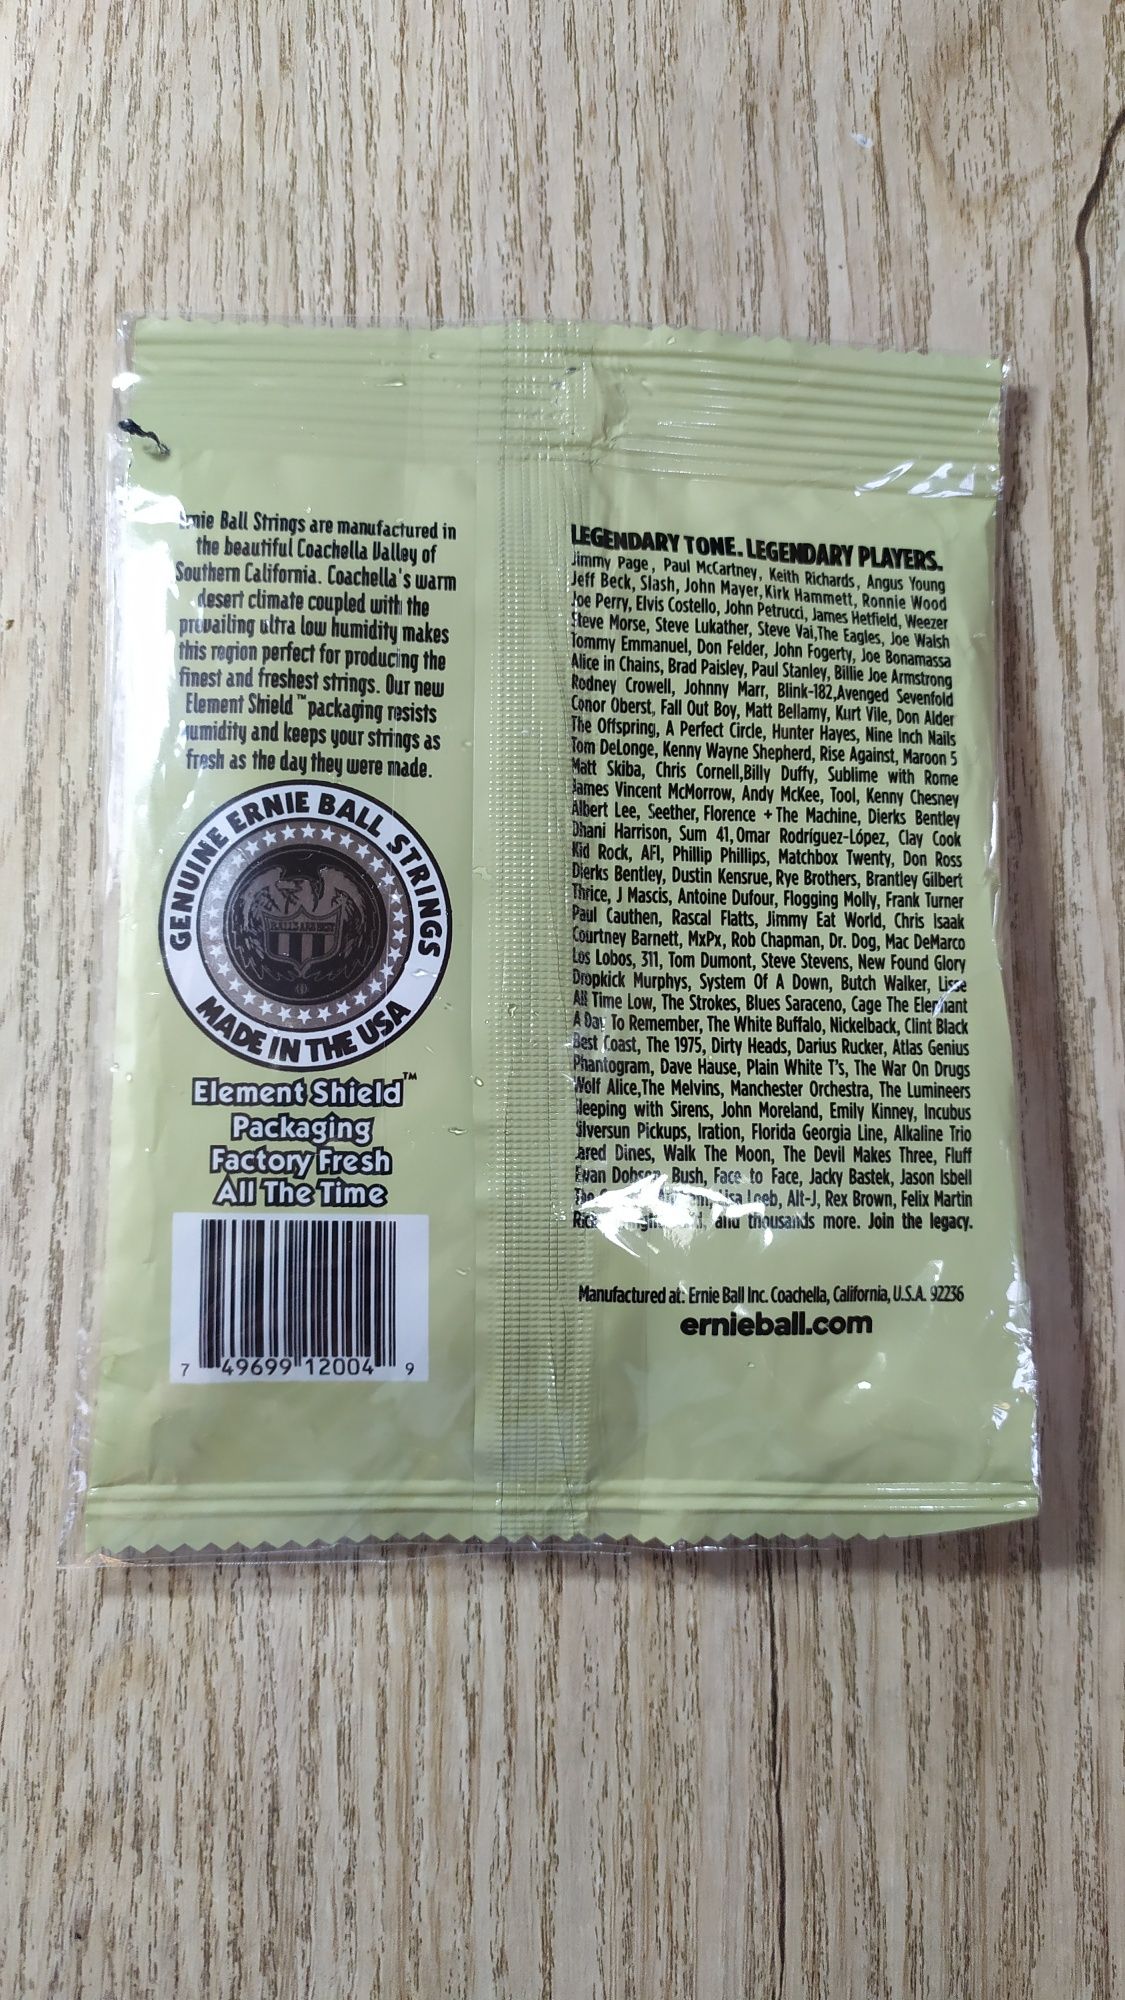 Ball Strings are manufactured in
the beautiful Coachella Valley of
Southern California. Coachella's warm
desert climate coupled with the
prevailing ultra low humidity makes
this region perfect for producing the
finest and freshest strings. Our new
Element Shield™ packaging resists
humidity and keeps your strings as
fresh as the day they were made.
GENUINE ERNIE BALL STRINGS
MADE IN THE USA
Element Shield™
Packaging
Factory Fresh
All The Time
7 49699 12004 9
LEGENDARY TONE. LEGENDARY PLAYERS.
Jimmy Page, Paul McCartney, Keith Richards, Angus Young
Jeff Beck, Slash, John Mayer,Kirk Hammett, Ronnie Wood
Joe Perry, Elvis Costello, John Petrucci, James Hetfield, Weezer
Steve Morse, Steve Lukather, Steve Vai,The Eagles, Joe Walsh
Tommy Emmanuel, Don Felder, John Fogerty, Joe Bonamassa
Alice in Chains, Brad Paisley, Paul Stanley, Billie Joe Armstrong
Rodney Crowell, Johnny Marr, Blink-182,Avenged Sevenfold
Conor Oberst, Fall Out Boy, Matt Bellamy, Kurt Vile, Don Alder
The Offspring, A Perfect Circle, Hunter Hayes, Nine Inch Nails
Tom DeLonge, Kenny Wayne Shepherd, Rise Against, Maroon 5
Matt Skiba, Chris Cornell,Billy Duffy, Sublime with Rome
James Vincent McMorrow, Andy McKee, Tool, Kenny Chesney
Albert Lee, Seether, Florence + The Machine, Dierks Bentley
Dhani Harrison, Sum 41, Omar Rodríguez-López, Clay Cook
Kid Rock, AFI, Phillip Phillips, Matchbox Twenty, Don Ross
Dierks Bentley, Dustin Kensrue, Rye Brothers, Brantley Gilbert
Thrice, J Mascis, Antoine Dufour, Flogging Molly, Frank Turner
Paul Cauthen, Rascal Flatts, Jimmy Eat World, Chris Isaak
Courtney Barnett, MxPx, Rob Chapman, Dr. Dog, Mac DeMarco
Los Lobos, 311, Tom Dumont, Steve Stevens, New Found Glory
Dropkick Murphys, System Of A Down, Butch Walker, Lisse
All Time Low, The Strokes, Blues Saraceno, Cage The Elephant
A Day To Remember, The White Buffalo, Nickelback, Clint Black
Best Coast, The 1975, Dirty Heads, Darius Rucker, Atlas Genius
Phantogram, Dave Hause, Plain White T's, The War On Drugs
Wolf Alice,The Melvins, Manchester Orchestra, The Lumineers
Sleeping with Sirens, John Moreland, Emily Kinney, Incubus
Silversun Pickups, Iration, Florida Georgia Line, Alkaline Trio
Jared Dines, Walk The Moon, The Devil Makes Three, Fluff
Evan Dobson, Bush, Face to Face, Jacky Bastek, Jason Isbell
The Lisa Loeb, Alt-J, Rex Brown, Felix Martin
and thousands more. Join the legacy.
Manufactured at: Ernie Ball Inc. Coachella, California, U.S.A. 92236
ernieball.com